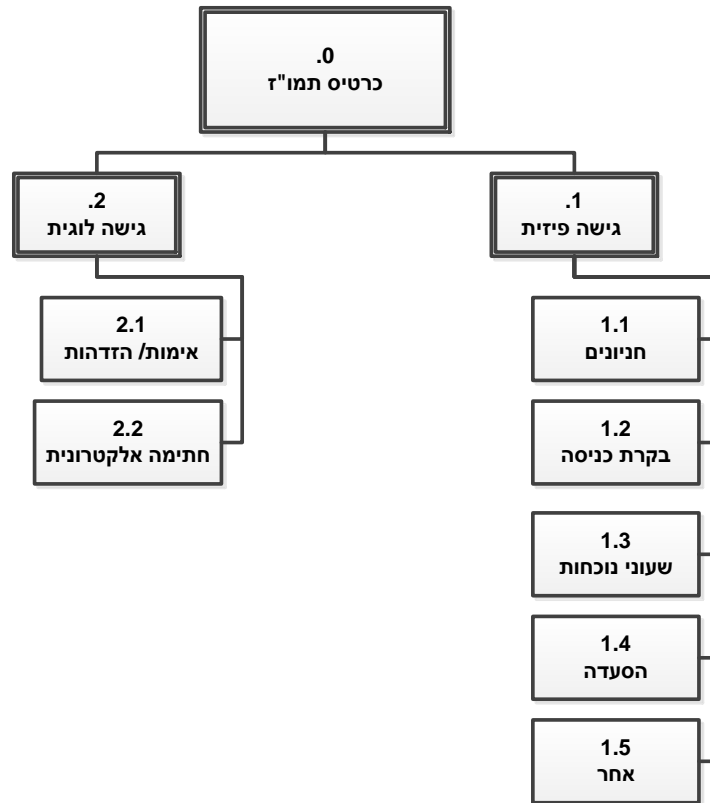 0.
כרטיס תמו"ז
1.
גישה פיזית
1.1
חניונים
1.2
בקרת כניסה
1.3
שעוני נוכחות
1.4
הסעדה
1.5
אחר
2.
גישה לוגית
2.1
אימות/ הזדהות
2.2
חתימה אלקטרונית